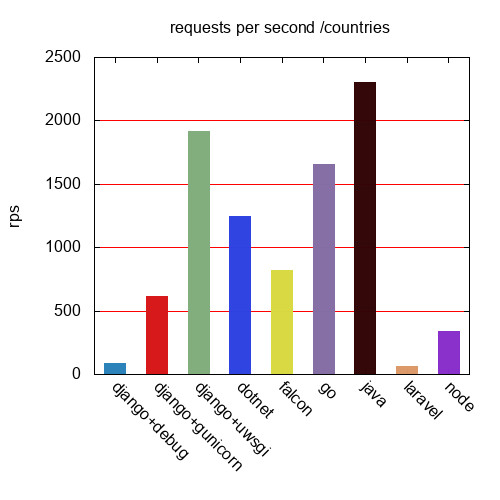 requests per second /countries
2500
2000
1500
1000
500
0
rps
django+debug
django+gunicorn
django+uwsgi
dotnet
falcon
go
java
laravel
node